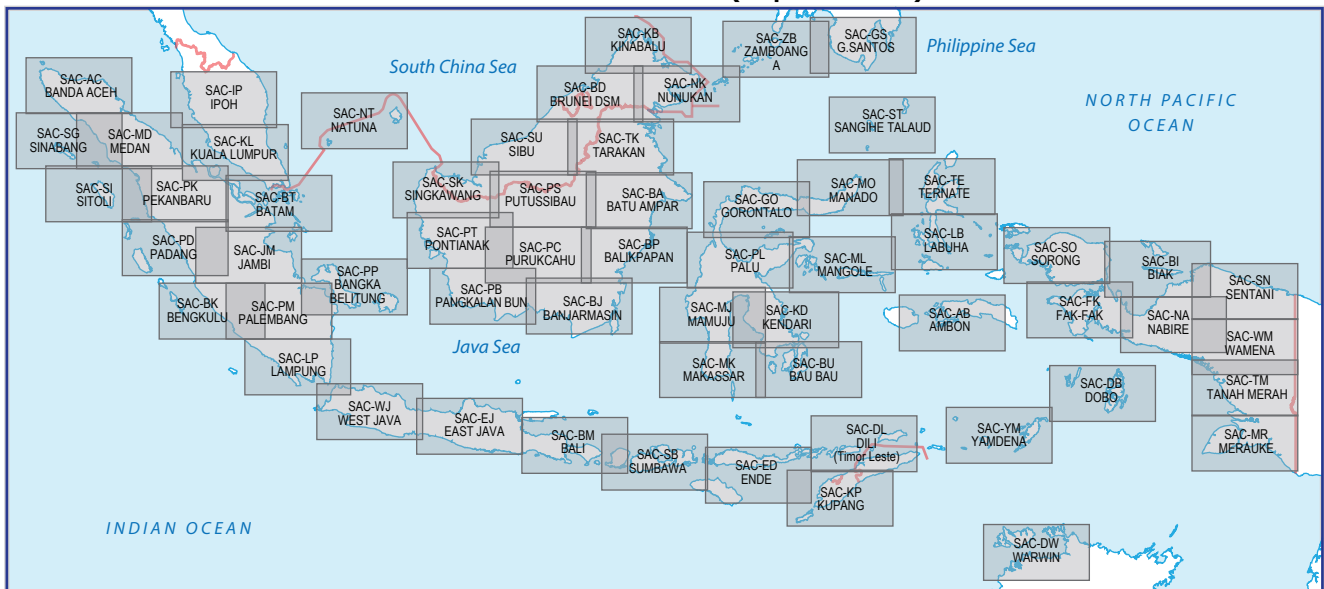 SAC-KB
KINABALU
SAC-ZB
ZAMBOANG
A
SAC-GS
G.SANTOS
Philippine Sea
South China Sea
SAC-AC
BANDA ACEH
SAC-IP
IPOH
SAC-NT
NATUNA
SAC-BD
BRUNEI DSM
SAC-NK
NUNUKAN
SAC-ST
SANGIHE TALAUD
NORTH PACIFIC
OCEAN
SAC-SG
SINABANG
SAC-MD
MEDAN
SAC-KL
KUALA LUMPUR
SAC-SU
SIBU
SAC-TK
TARAKAN
SAC-SI
SITOLI
SAC-PK
PEKANBARU
SAC-BT
BATAM
SAC-SK
SINGKAWANG
SAC-PS
PUTUSSIBAU
SAC-BA
BATU AMPAR
SAC-GO
GORONTALO
SAC-MO
MANADO
SAC-TE
TERNATE
SAC-PD
PADANG
SAC-JM
JAMBI
SAC-PT
PONTIANAK
SAC-PC
PURUKCAHU
SAC-BP
BALIKPAPAN
SAC-PL
PALU
SAC-ML
MANGOLE
SAC-LB
LABUHA
SAC-SO
SORONG
SAC-BI
BIAK
SAC-SN
SENTANI
SAC-PP
BANGKA
BELITUNG
SAC-BK
BENGKULU
SAC-PM
PALEMBANG
SAC-PB
PANGKALAN BUN
SAC-BJ
BANJARMASIN
SAC-MJ
MAMUJU
SAC-KD
KENDARI
SAC-AB
AMBON
SAC-FK
FAK-FAK
SAC-NA
NABIRE
SAC-WM
WAMENA
Java Sea
SAC-LP
LAMPUNG
SAC-MK
MAKASSAR
SAC-BU
BAU BAU
SAC-DB
DOBO
SAC-TM
TANAH MERAH
SAC-WJ
WEST JAVA
SAC-EJ
EAST JAVA
SAC-BM
BALI
SAC-SB
SUMBAWA
SAC-ED
ENDE
SAC-DL
DILI
(Timor Leste)
SAC-YM
YAMDENA
SAC-MR
MERAUKE
SAC-KP
KUPANG
INDIAN OCEAN
SAC-DW
WARWIN